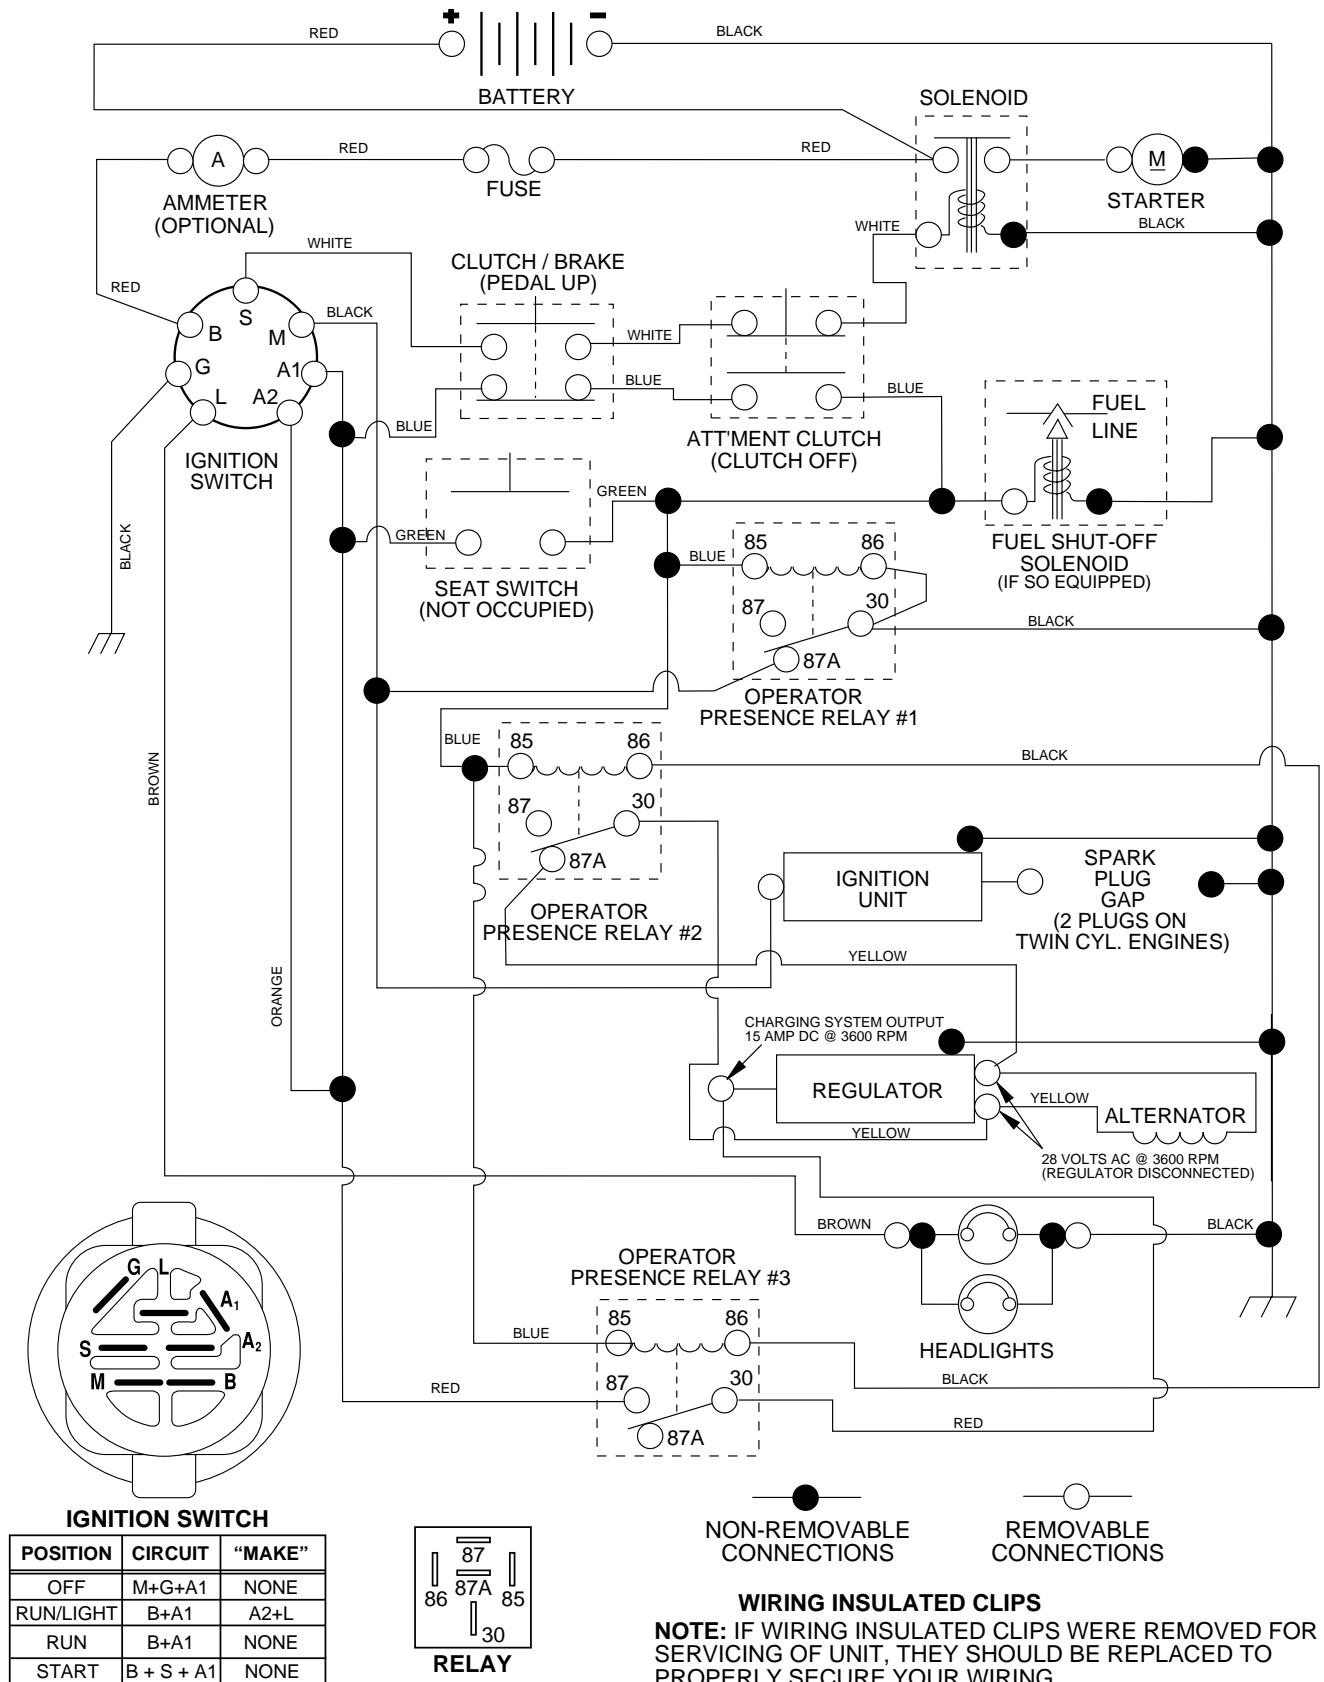 RED
+
-
BLACK
BATTERY
SOLENOID
A
RED
RED
M
FUSE
AMMETER
(OPTIONAL)
STARTER
WHITE
WHITE
BLACK
CLUTCH / BRAKE
(PEDAL UP)
RED
S
BLACK
B
M
WHITE
G
A1
BLUE
BLUE
L
A2
FUEL
LINE
BLUE
ATT'MENT CLUTCH
(CLUTCH OFF)
IGNITION
SWITCH
GREEN
GREEN
BLACK
85
86
BLUE
FUEL SHUT-OFF
SOLENOID
(IF SO EQUIPPED)
SEAT SWITCH
(NOT OCCUPIED)
87
30
BLACK
87A
OPERATOR
PRESENCE RELAY #1
BLUE
85
86
BLACK
BROWN
87
30
87A
SPARK
PLUG
GAP
(2 PLUGS ON
TWIN CYL. ENGINES)
IGNITION
UNIT
OPERATOR
PRESENCE RELAY #2
YELLOW
ORANGE
CHARGING SYSTEM OUTPUT
15 AMP DC @ 3600 RPM
REGULATOR
YELLOW
ALTERNATOR
YELLOW
28 VOLTS AC @ 3600 RPM
(REGULATOR DISCONNECTED)
BROWN
BLACK
OPERATOR
PRESENCE RELAY #3
G L
A1
S
A2
M
B
85
86
BLUE
HEADLIGHTS
RED
87
30
BLACK
87A
RED
IGNITION SWITCH
POSITION CIRCUIT "MAKE"
OFF M+G+A1 NONE
RUN/LIGHT B+A1 A2+L
RUN B+A1 NONE
START B + S + A1 NONE
87
86
87A
85
30
RELAY
NON-REMOVABLE
CONNECTIONS
REMOVABLE
CONNECTIONS
WIRING INSULATED CLIPS
NOTE: IF WIRING INSULATED CLIPS WERE REMOVED FOR
SERVICING OF UNIT, THEY SHOULD BE REPLACED TO
PROPERLY SECURE YOUR WIRING